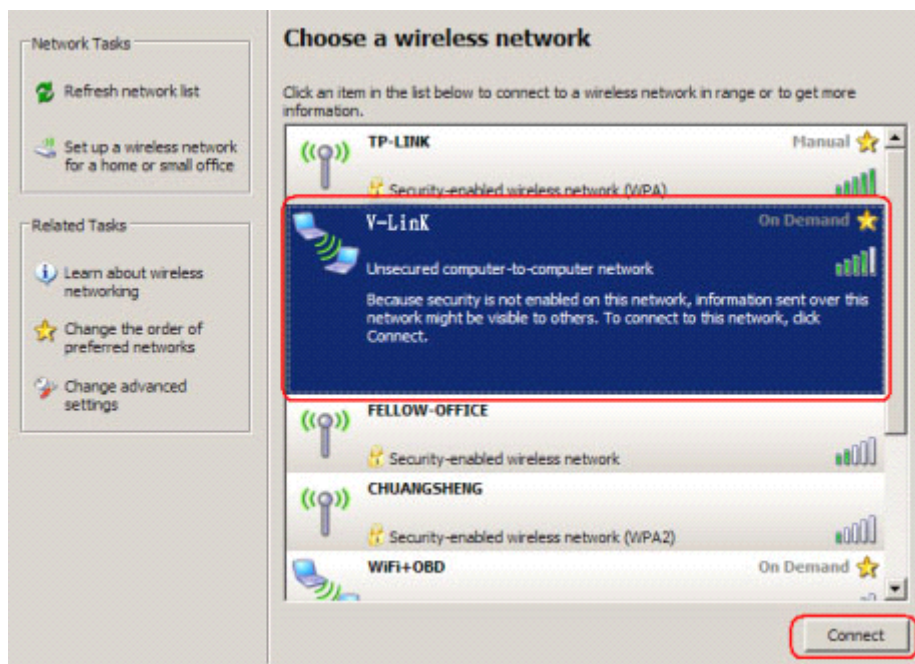 Network Tasks
Refresh network list
Set up a wireless network
for a home or small office
Related Tasks
Learn about wireless
networking
Change the order of
preferred networks
Change advanced
settings
Choose a wireless network
Click an item in the list below to connect to a wireless network in range or to get more
information.
TP-LINK Manual
Security-enabled wireless network (WPA)
V-LinK On Demand
Unsecured computer-to-computer network
Because security is not enabled on this network, information sent over this
network might be visible to others. To connect to this network, click
Connect.
FELLOW-OFFICE
Security-enabled wireless network
CHUANGSHENG
Security-enabled wireless network (WPA2)
WiFi+OBD On Demand
Connect